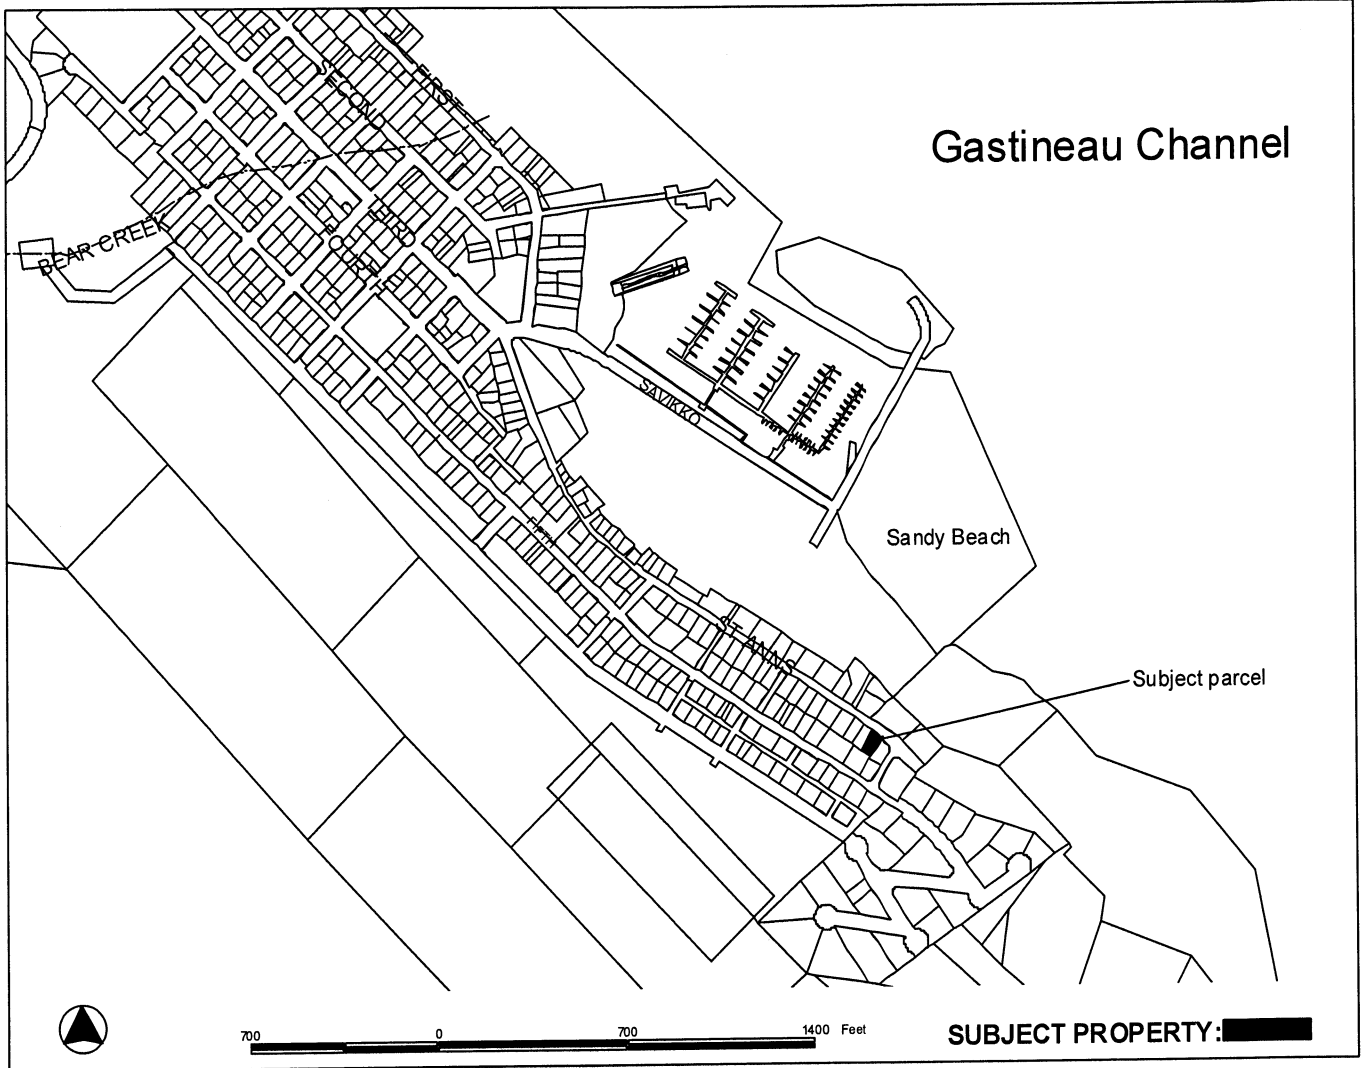 FIRST
SECOND
Gastineau Channel
THIRD
FOURTH
BEAR CREEK
SAVIKKO
FIFTH
Sandy Beach
ST ANNS
Subject parcel
700 0 700 1400 Feet
SUBJECT PROPERTY: